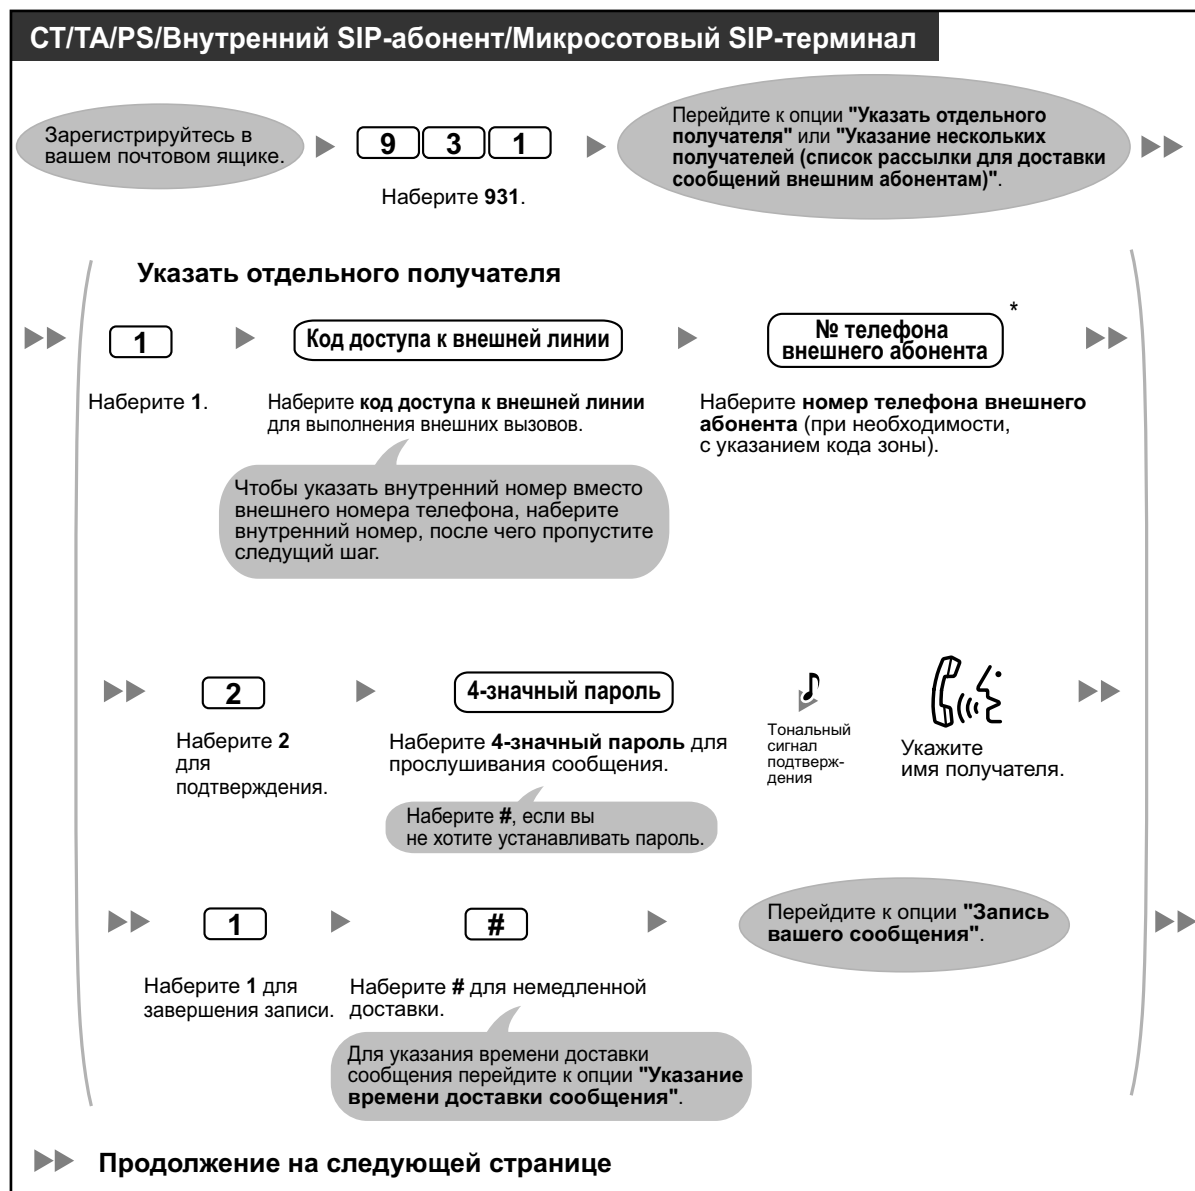 СТ/ТА/PS/Внутренний SIP-абонент/Микросотовый SIP-терминал
Зарегистрируйтесь в
вашем почтовом ящике.
9 3 1
Наберите 931.
Перейдите к опции "Указать отдельного
получателя" или "Указание нескольких
получателей (список рассылки для доставки
сообщений внешним абонентам)".
Указать отдельного получателя
1
Наберите 1.
Код доступа к внешней линии
Наберите код доступа к внешней линии
для выполнения внешних вызовов.
Чтобы указать внутренний номер вместо
внешнего номера телефона, наберите
внутренний номер, после чего пропустите
следущий шаг.
№ телефона
внешнего абонента
*
Наберите номер телефона внешнего
абонента (при необходимости,
с указанием кода зоны).
2
Наберите 2
для
подтверждения.
4-значный пароль
Наберите 4-значный пароль для
прослушивания сообщения.
Наберите #, если вы
не хотите устанавливать пароль.
Тональный
сигнал
подтверж-
дения
Укажите
имя получателя.
1
Наберите 1 для
завершения записи.
#
Наберите # для немедленной
доставки.
Для указания времени доставки
сообщения перейдите к опции "Указание
времени доставки сообщения".
Перейдите к опции "Запись
вашего сообщения".
Продолжение на следующей странице